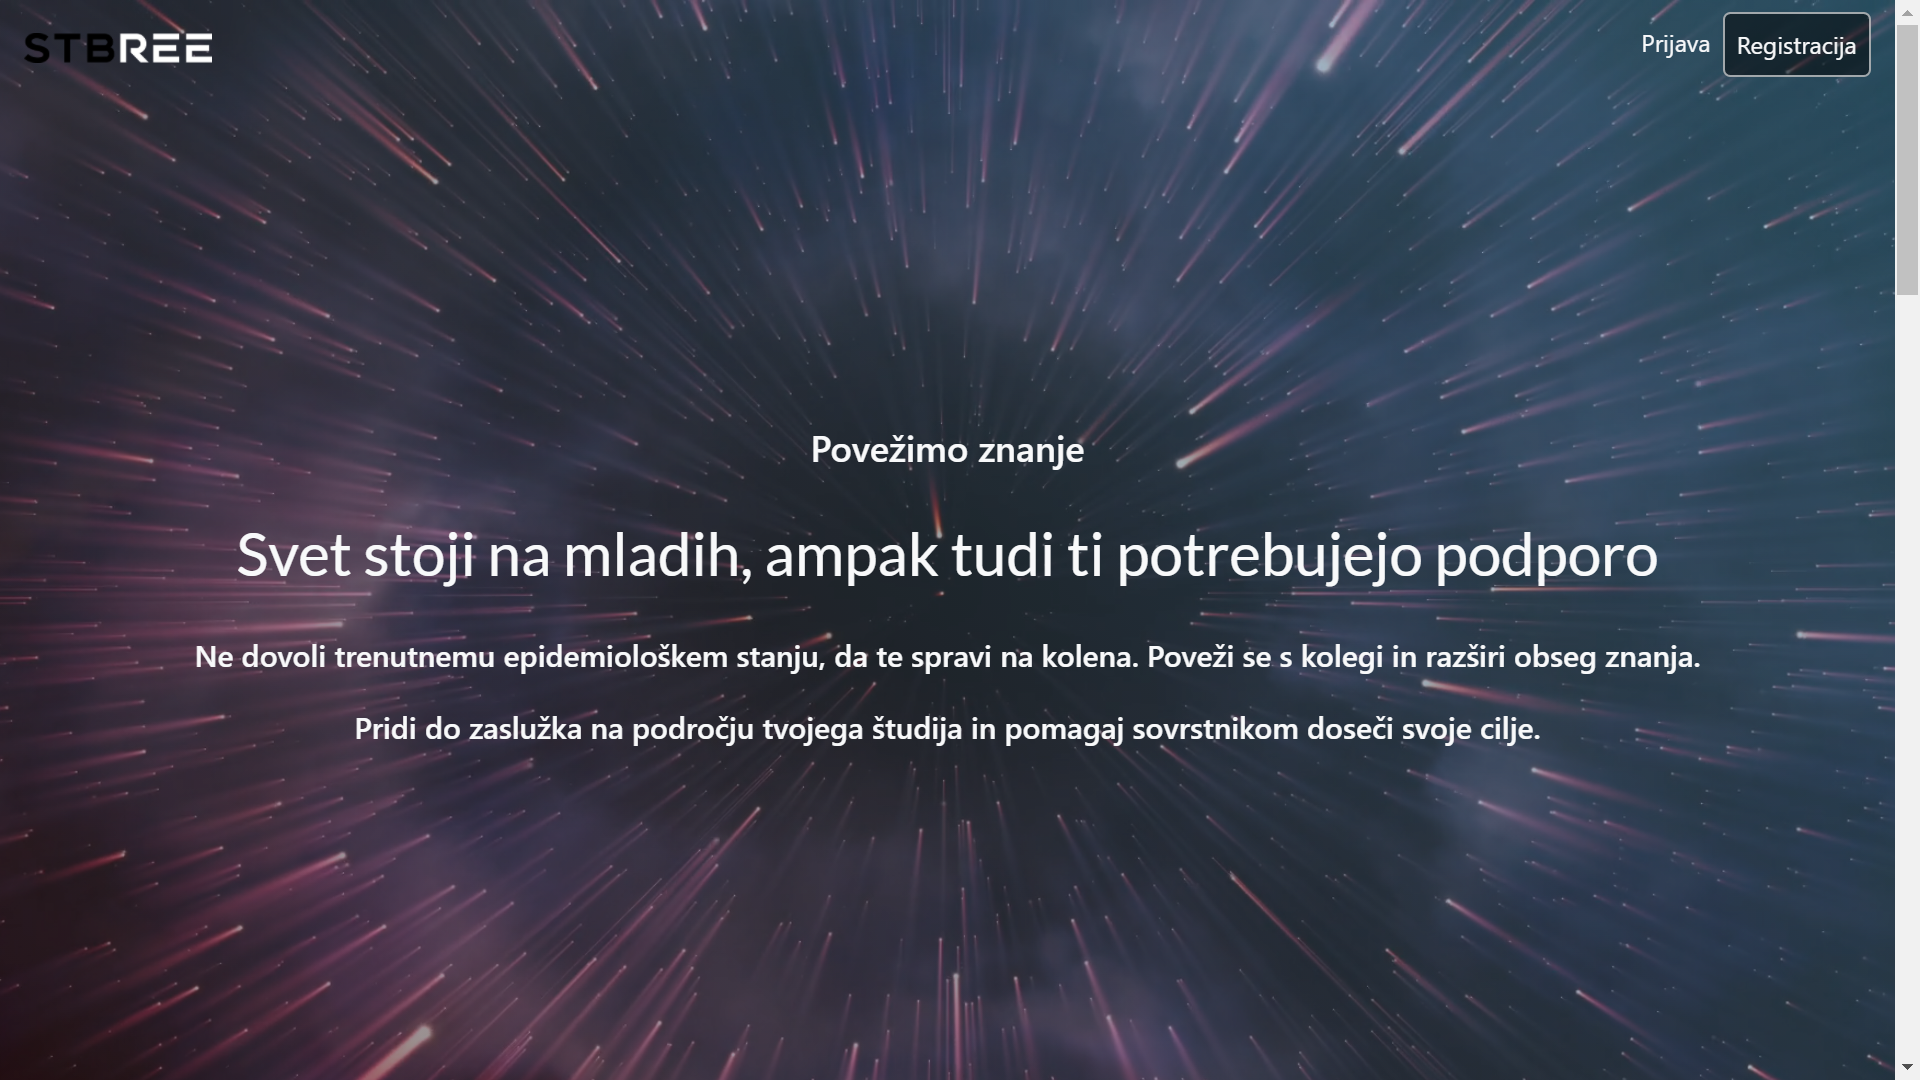 STBREE
Prijava
Registracija
Povežimo znanje
Svet stoji na mladih, ampak tudi ti potrebujejo podporo
Ne dovoli trenutnemu epidemiološkem stanju, da te spravi na kolena. Poveži se s kolegi in razširi obseg znanja.
Pridi do zaslužka na področju tvojega študija in pomagaj sovrstnikom doseči svoje cilje.